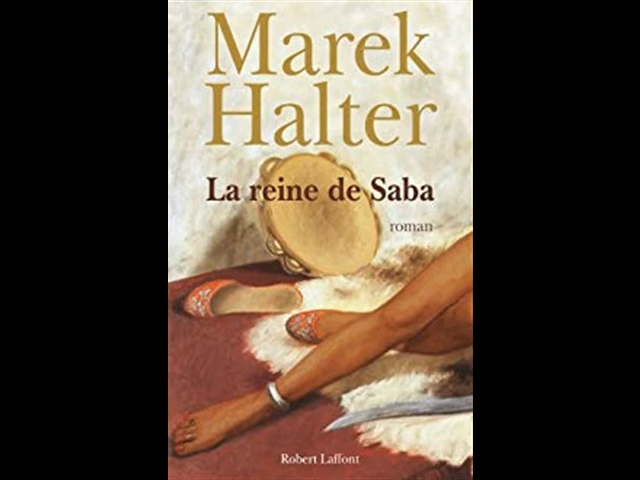 Marek
Halter
La reine de Saba
roman
Robert Laffont